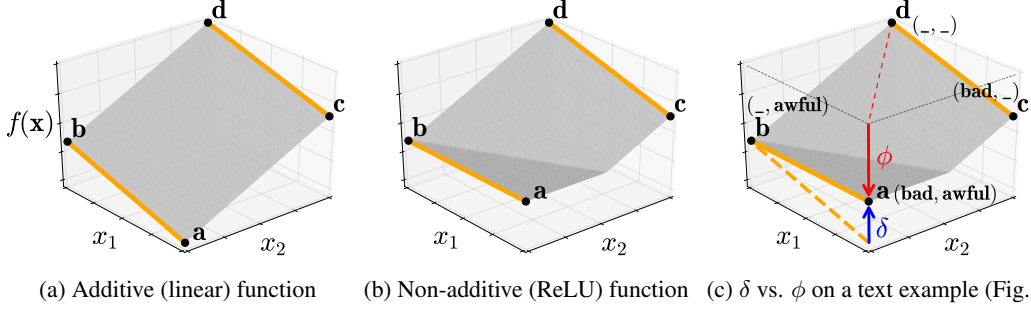 d
c
b
a
f(x)
x₁
x₂
(a) Additive (linear) function
d
c
b
a
x₁
x₂
(b) Non-additive (ReLU) function
d
(_, _)
(bad, _)
(_, awful)
c
b
ϕ
a (bad, awful)
δ
x₁
x₂
(c) δ vs. ϕ on a text example (Fig.